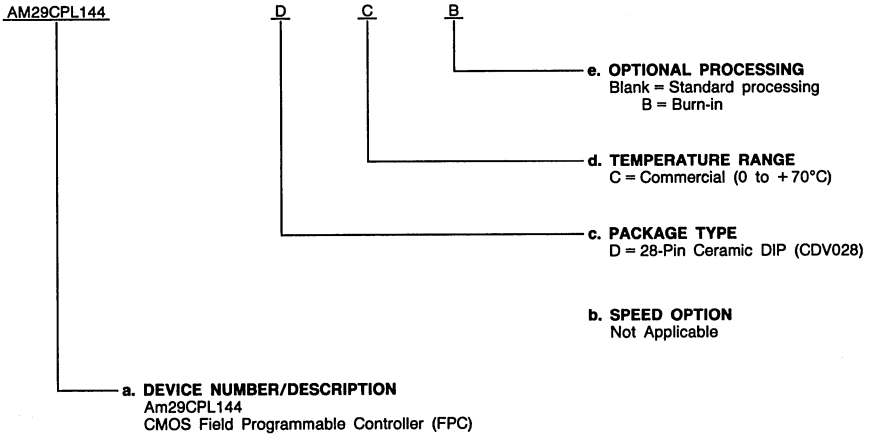 AM29CPL144 D C B
e. OPTIONAL PROCESSING
Blank = Standard processing
B = Burn-in
d. TEMPERATURE RANGE
C = Commercial (0 to +70°C)
c. PACKAGE TYPE
D = 28-Pin Ceramic DIP (CDV028)
b. SPEED OPTION
Not Applicable
a. DEVICE NUMBER/DESCRIPTION
Am29CPL144
CMOS Field Programmable Controller (FPC)